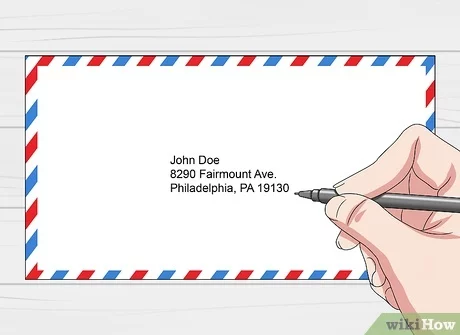 John Doe
8290 Fairmount Ave.
Philadelphia, PA 19130
wikiHow